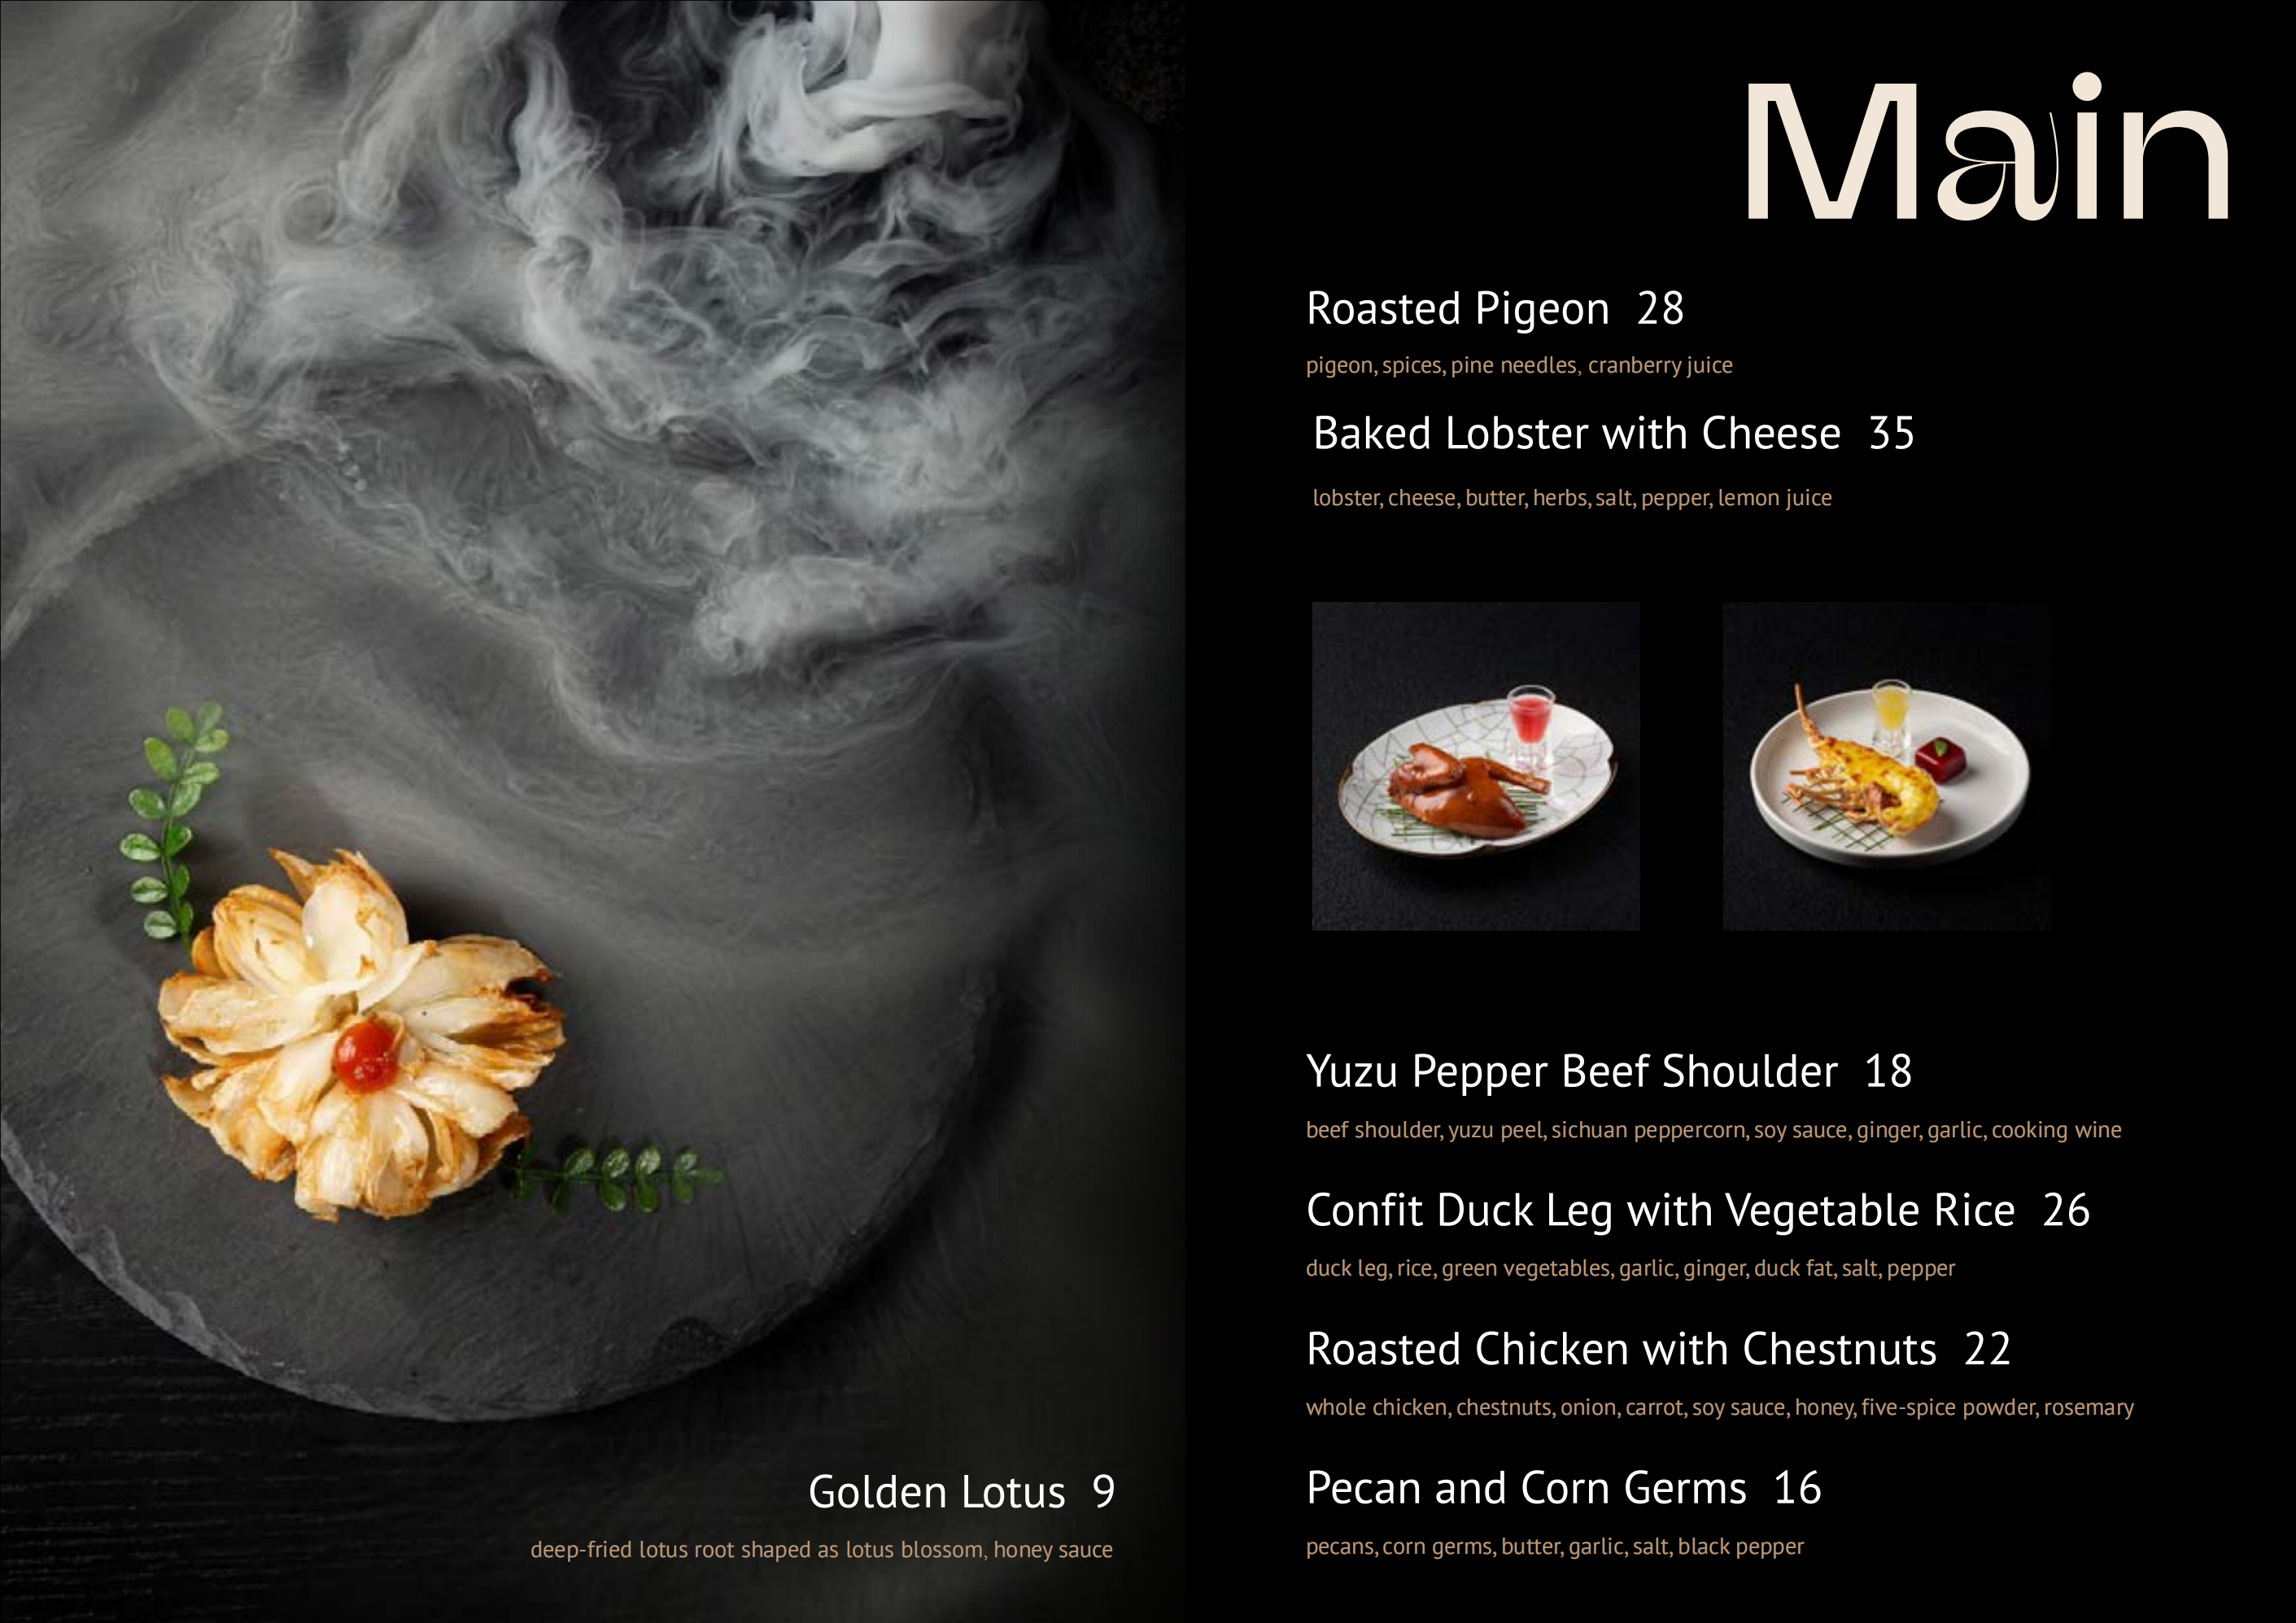 Main
Roasted Pigeon 28
pigeon, spices, pine needles, cranberry juice
Baked Lobster with Cheese 35
lobster, cheese, butter, herbs, salt, pepper, lemon juice
Yuzu Pepper Beef Shoulder 18
beef shoulder, yuzu peel, sichuan peppercorn, soy sauce, ginger, garlic, cooking wine
Confit Duck Leg with Vegetable Rice 26
duck leg, rice, green vegetables, garlic, ginger, duck fat, salt, pepper
Roasted Chicken with Chestnuts 22
whole chicken, chestnuts, onion, carrot, soy sauce, honey, five-spice powder, rosemary
Pecan and Corn Germs 16
pecans, corn germs, butter, garlic, salt, black pepper
Golden Lotus 9
deep-fried lotus root shaped as lotus blossom, honey sauce